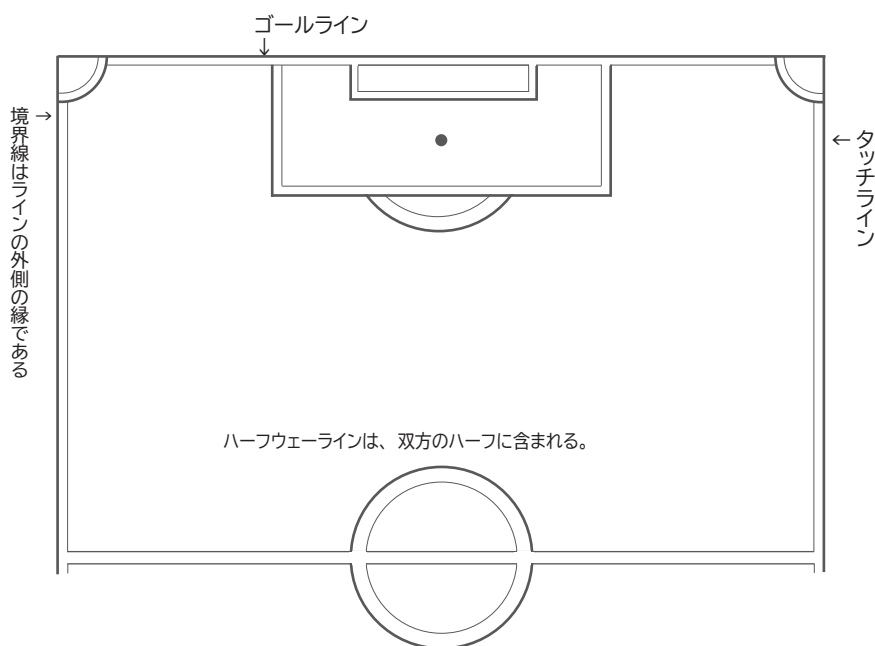 ゴールライン
↓
境界線はラインの外側の縁である
→
← タッチライン
ハーフウェーラインは、双方のハーフに含まれる。